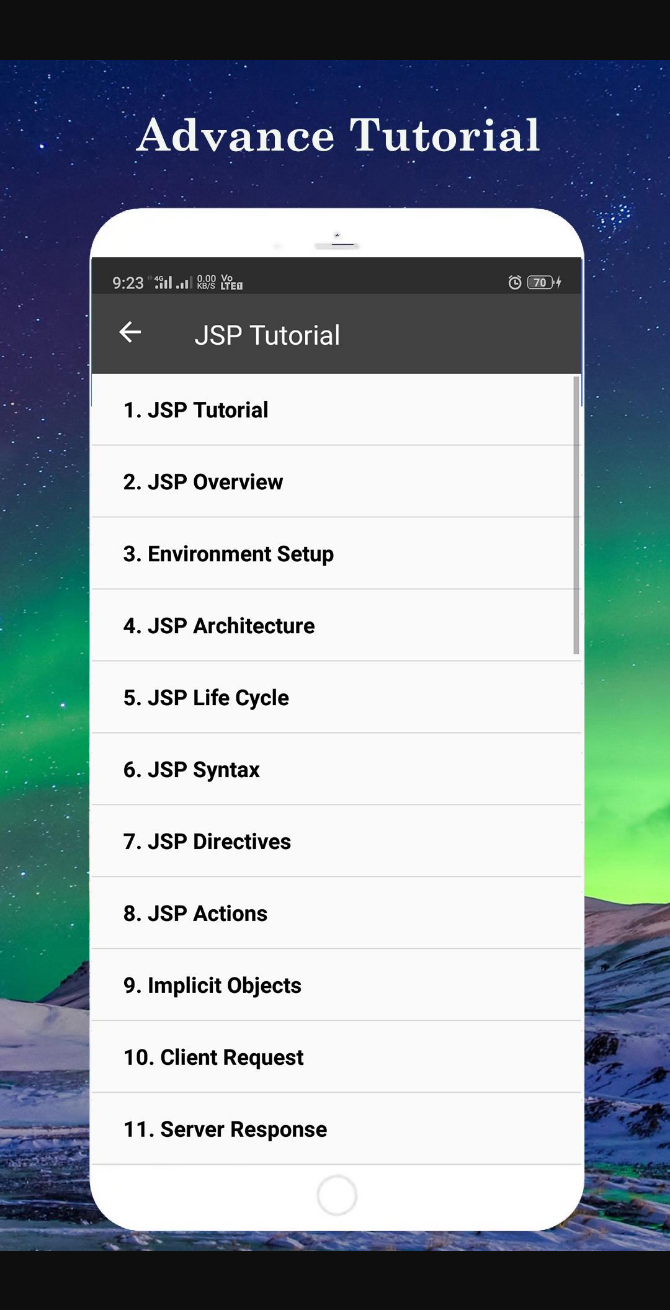 Advance Tutorial
9:23 4G 0.00 KB/S Vo LTE 70
JSP Tutorial
1. JSP Tutorial
2. JSP Overview
3. Environment Setup
4. JSP Architecture
5. JSP Life Cycle
6. JSP Syntax
7. JSP Directives
8. JSP Actions
9. Implicit Objects
10. Client Request
11. Server Response